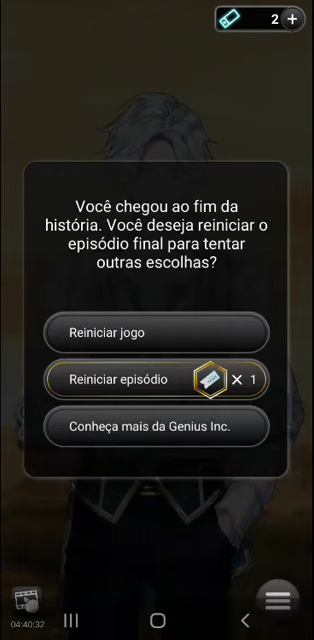 2 +
Você chegou ao fim da
história. Você deseja reiniciar o
episódio final para tentar
outras escolhas?
Reiniciar jogo
Reiniciar episódio × 1
Conheça mais da Genius Inc.
04:40:32